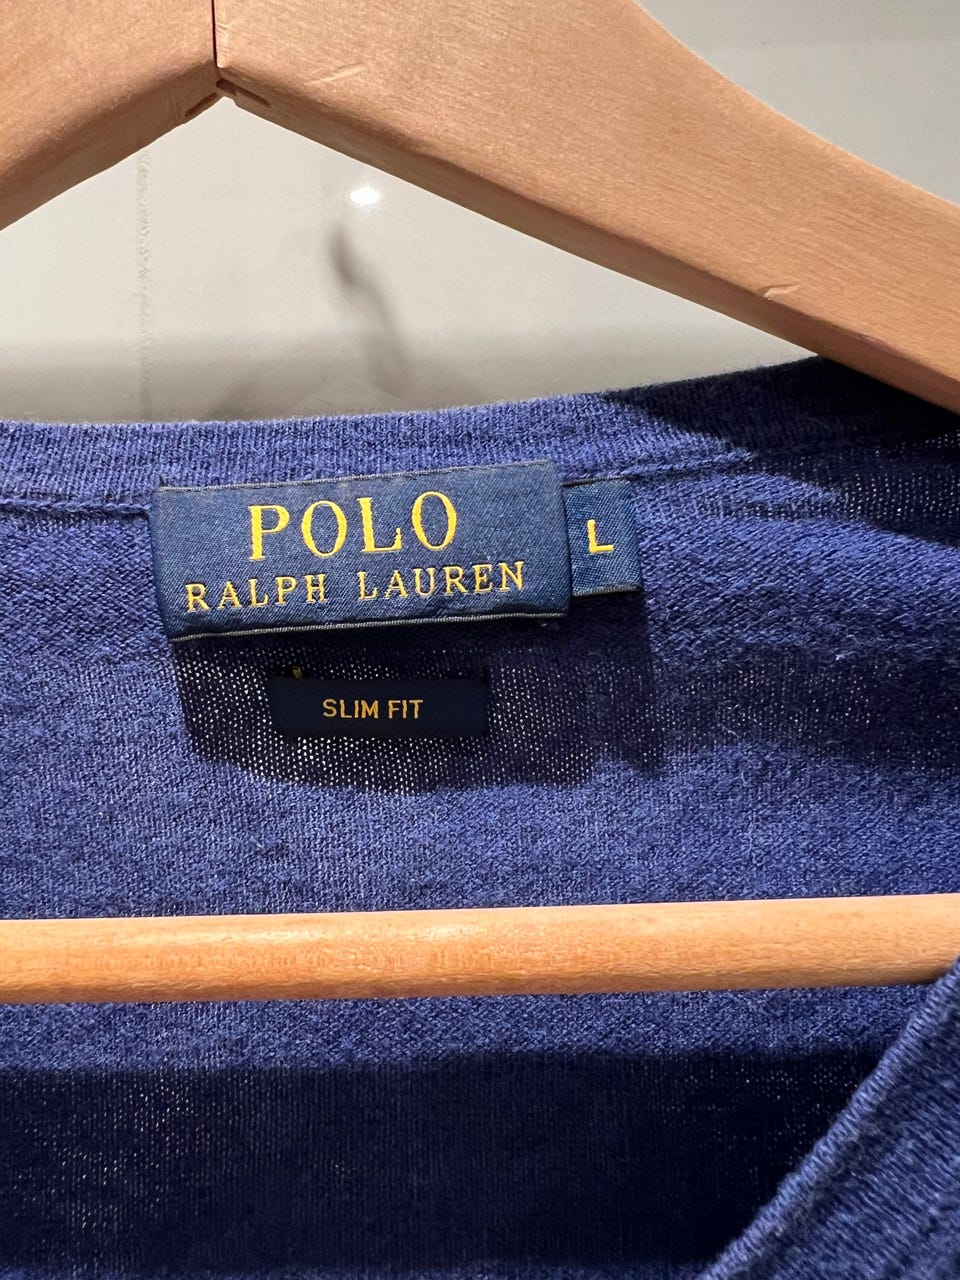 POLO
RALPH LAUREN
L
SLIM FIT